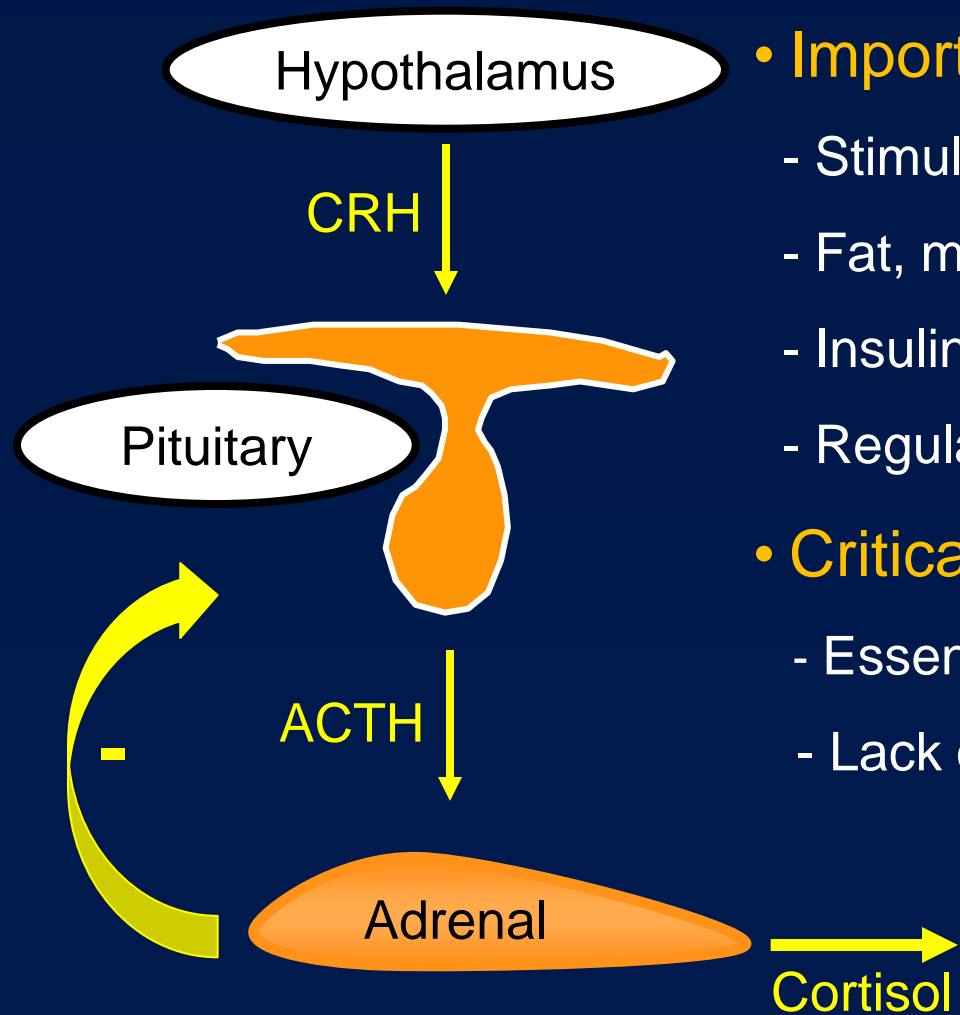 Hypothalamus
CRH
Pituitary
ACTH
-
Adrenal
Cortisol
• Import
- Stimul
- Fat, m
- Insulin
- Regula
• Critica
- Essen
- Lack